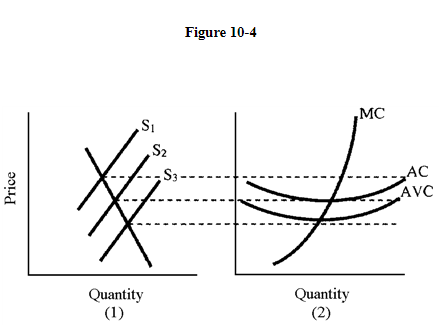 Figure 10-4
S1
S2
S3
MC
AC
AVC
Price
Quantity
(1)
Quantity
(2)